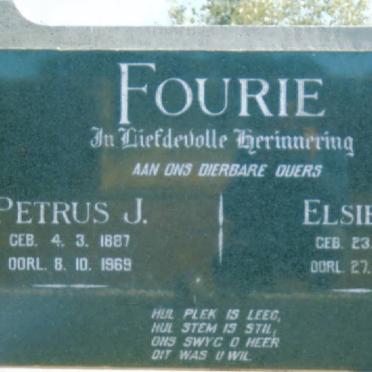 FOURIE
In Liefdevolle Herinnering
AAN ONS DIERBARE OUERS
PETRUS J.
GEB. 4. 3. 1887
OORL. 8. 10. 1969
ELSIE
GEB. 23.
OORL. 27.
HUL PLEK IS LEEG,
HUL STEM IS STIL,
ONS SWYG O HEER
DIT WAS U WIL.